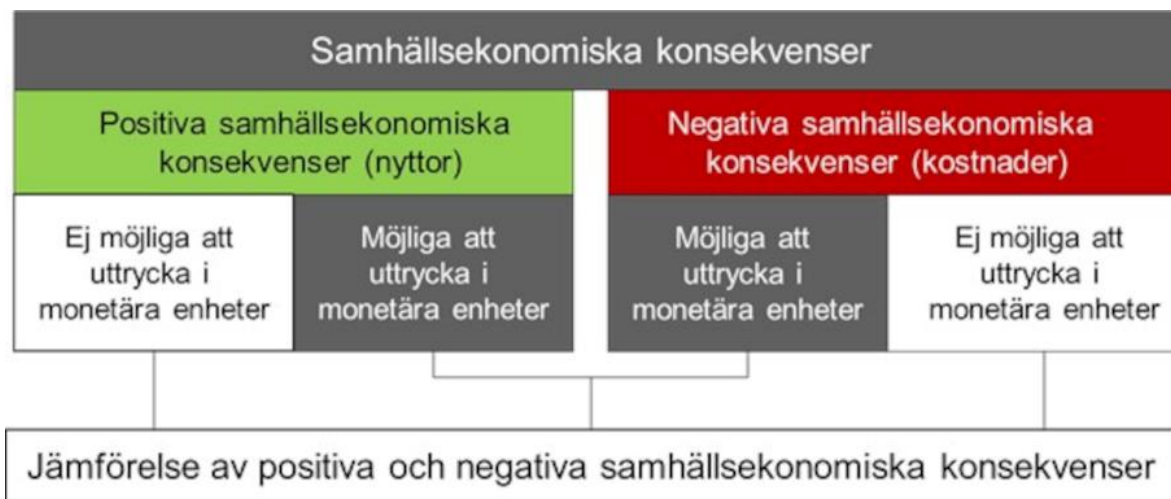 Samhällsekonomiska konsekvenser
Positiva samhällsekonomiska
konsekvenser (nyttor)
Negativa samhällsekonomiska
konsekvenser (kostnader)
Ej möjliga att
uttrycka i
monetära enheter
Möjliga att
uttrycka i
monetära enheter
Möjliga att
uttrycka i
monetära enheter
Ej möjliga att
uttrycka i
monetära enheter
Jämförelse av positiva och negativa samhällsekonomiska konsekvenser